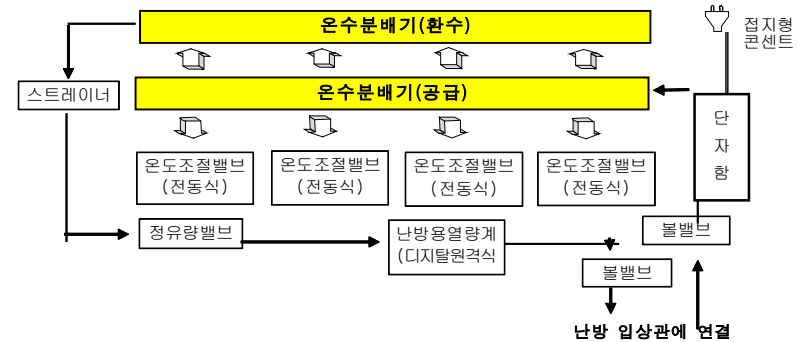 온수분배기(환수)
접지형
콘센트
스트레이너
온수분배기(공급)
단
자
함
온도조절밸브
(전동식)
온도조절밸브
(전동식)
온도조절밸브
(전동식)
온도조절밸브
(전동식)
정유량밸브
난방용열량계
(디지탈원격식
볼밸브
볼밸브
난방 입상관에 연결